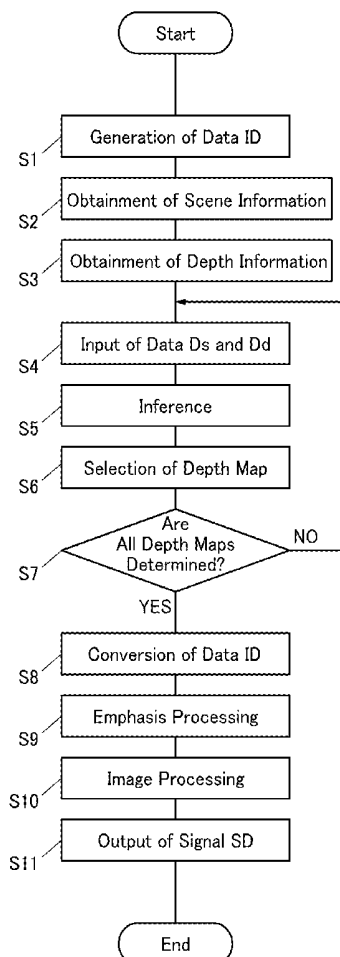 Start
Generation of Data ID
S1
Obtainment of Scene Information
S2
Obtainment of Depth Information
S3
Input of Data Ds and Dd
S4
Inference
S5
Selection of Depth Map
S6
Are
All Depth Maps
Determined?
NO
S7
YES
Conversion of Data ID
S8
Emphasis Processing
S9
Image Processing
S10
Output of Signal SD
S11
End